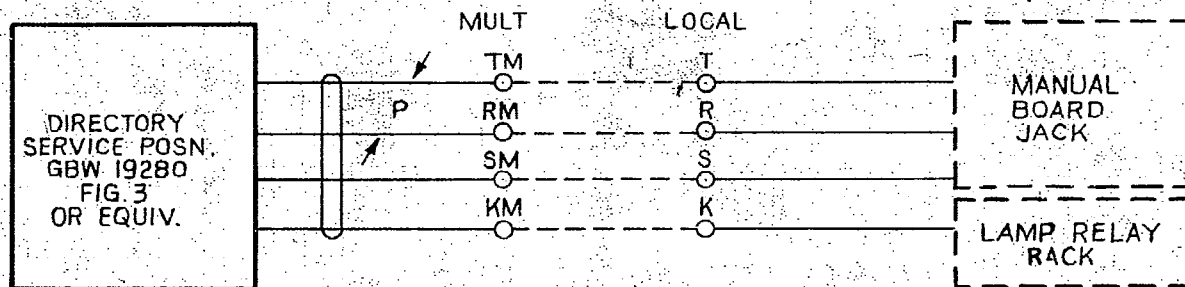 MULT
LOCAL
TM
T
P
RM
R
SM
S
KM
K
DIRECTORY
SERVICE POSN.
GBW 19280
FIG. 3
OR EQUIV.
MANUAL
BOARD
JACK
LAMP RELAY
RACK